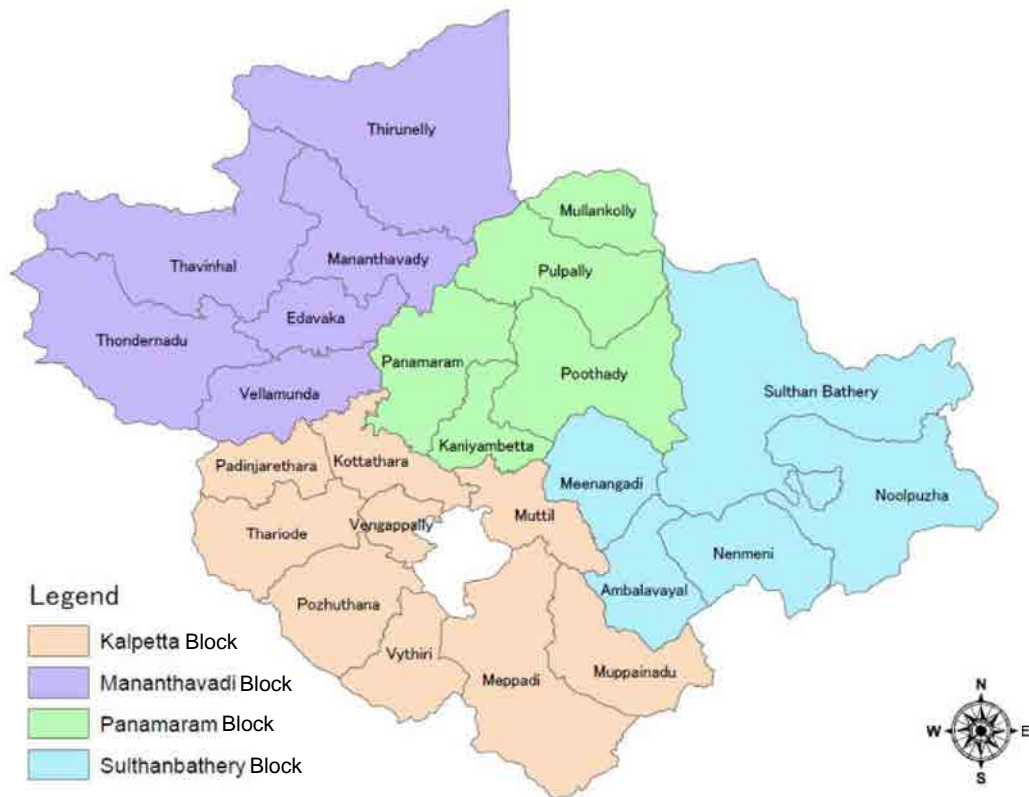 Thirunelly
Mullankolly
Thavinhal
Mananthavady
Pulpally
Edavaka
Thondernadu
Panamaram
Poothady
Vellamunda
Sulthan Bathery
Kaniyambetta
Padinjarethara
Kottathara
Meenangadi
Noolpuzha
Muttil
Vengappally
Thariode
Nenmeni
Ambalavayal
Pozhuthana
Vythiri
Muppainadu
Meppadi
Legend
Kalpetta Block
Mananthavadi Block
Panamaram Block
Sulthanbathery Block
N
W E
S